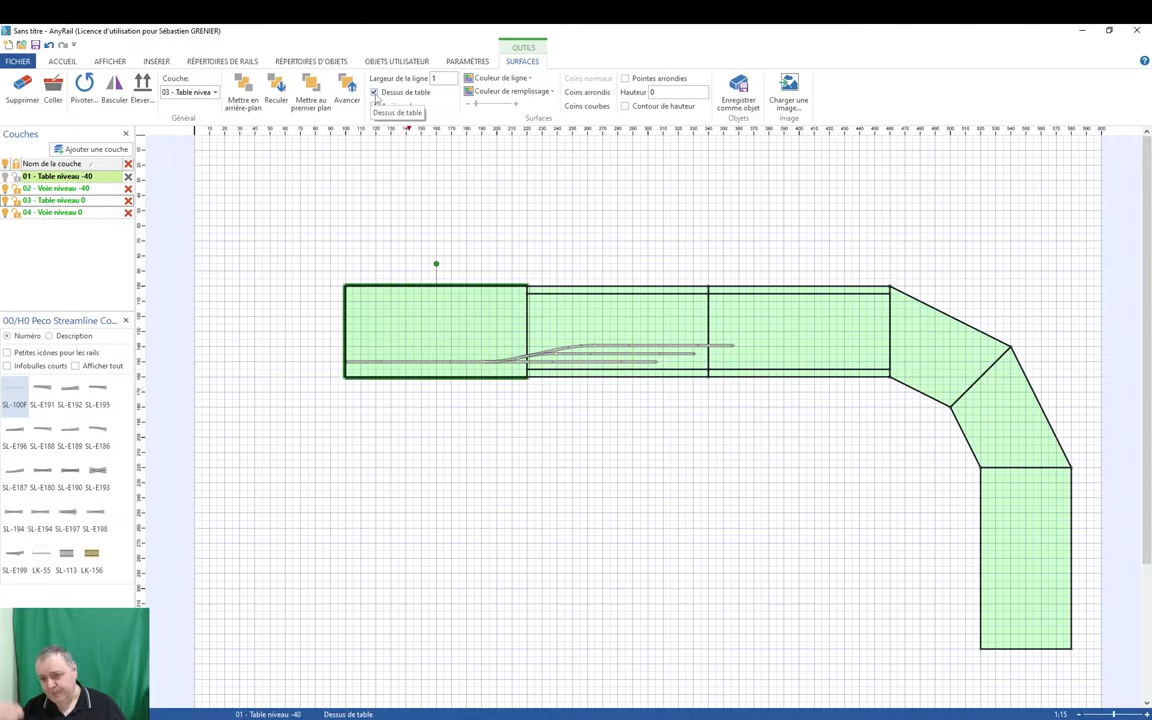 Sans titre - AnyRail (Licence d'utilisation pour Sébastien GRENIER)
OUTILS
FICHIER ACCUEIL AFFICHER INSÉRER RÉPERTOIRES DE RAILS RÉPERTOIRES D'OBJETS OBJETS UTILISATEUR PARAMÈTRES SURFACES
Supprimer Coller Pivoter... Basculer Élever...
Couche:
03 - Table nivea
Général
Mettre en arrière-plan Reculer Mettre au premier plan Avancer
Largeur de la ligne 1
Dessus de table
Dessus de table
Couleur de ligne
Couleur de remplissage
Surfaces
Coins normaux
Coins arrondis
Coins courbes
Pointes arrondies
Hauteur 0
Contour de hauteur
Enregistrer comme objet
Objets
Charger une image...
Image
Couches
Ajouter une couche
Nom de la couche
01 - Table niveau -40
02 - Voie niveau -40
03 - Table niveau 0
04 - Voie niveau 0
00/H0 Peco Streamline Co...
Numéro Description
Petites icônes pour les rails
Infobulles courts Afficher tout
SL-100F SL-E191 SL-E192 SL-E195
SL-E196 SL-E188 SL-E189 SL-E186
SL-E187 SL-E180 SL-E190 SL-E193
SL-194 SL-E194 SL-E197 SL-E198
SL-E199 LK-55 SL-113 LK-156
01 - Table niveau -40 Dessus de table 1:15